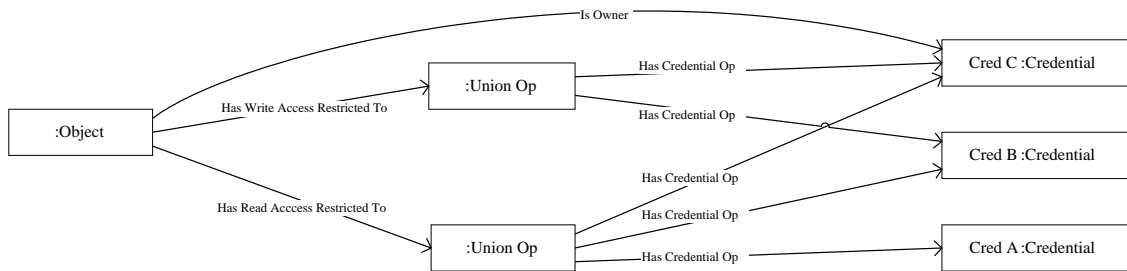 Is Owner
Has Credential Op
Cred C :Credential
:Union Op
Has Write Access Restricted To
Has Credential Op
:Object
Cred B :Credential
Has Credential Op
Has Read Acccess Restricted To
Has Credential Op
:Union Op
Has Credential Op
Cred A :Credential